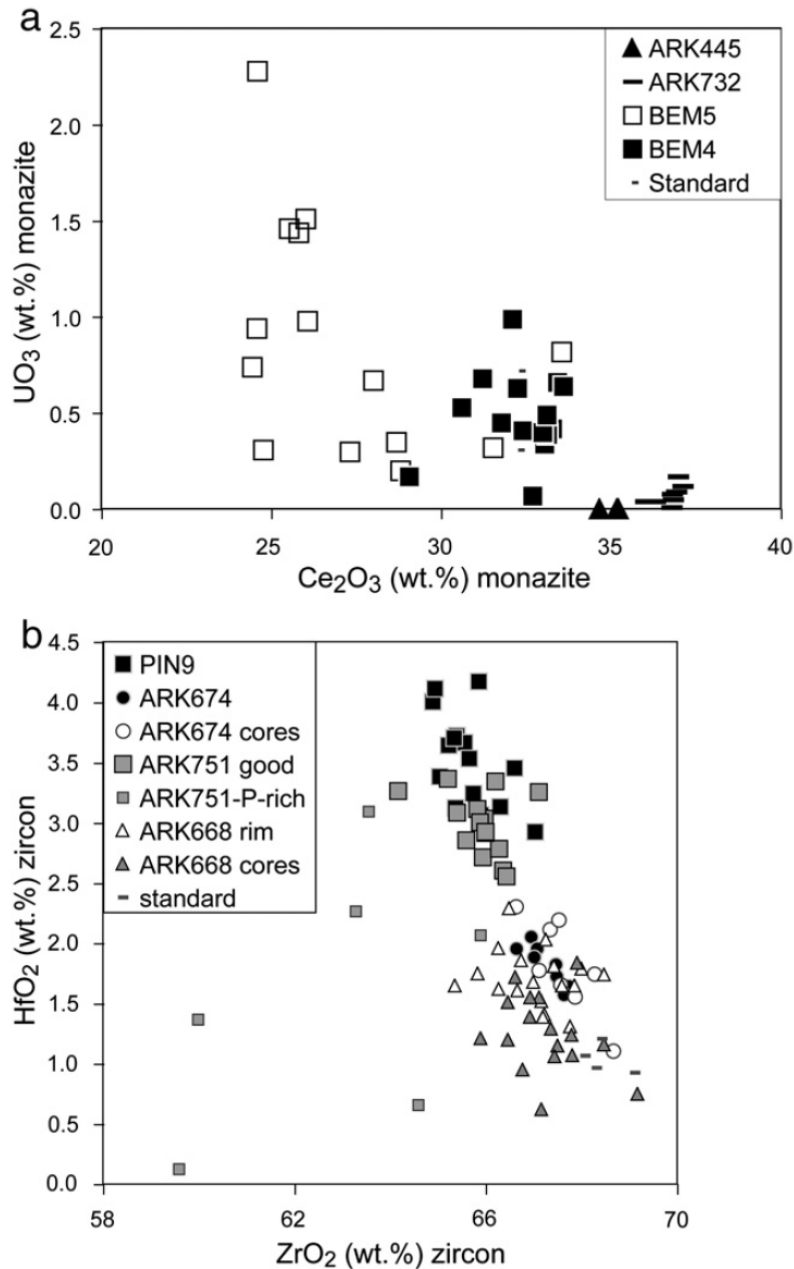 a
2.5
2.0
1.5
1.0
0.5
0.0
UO₃ (wt.%) monazite
ARK445
ARK732
BEM5
BEM4
Standard
20 25 30 35 40
Ce₂O₃ (wt.%) monazite
b
4.5
4.0
3.5
3.0
2.5
2.0
1.5
1.0
0.5
0.0
HfO₂ (wt.%) zircon
PIN9
ARK674
ARK674 cores
ARK751 good
ARK751-P-rich
ARK668 rim
ARK668 cores
standard
58 62 66 70
ZrO₂ (wt.%) zircon